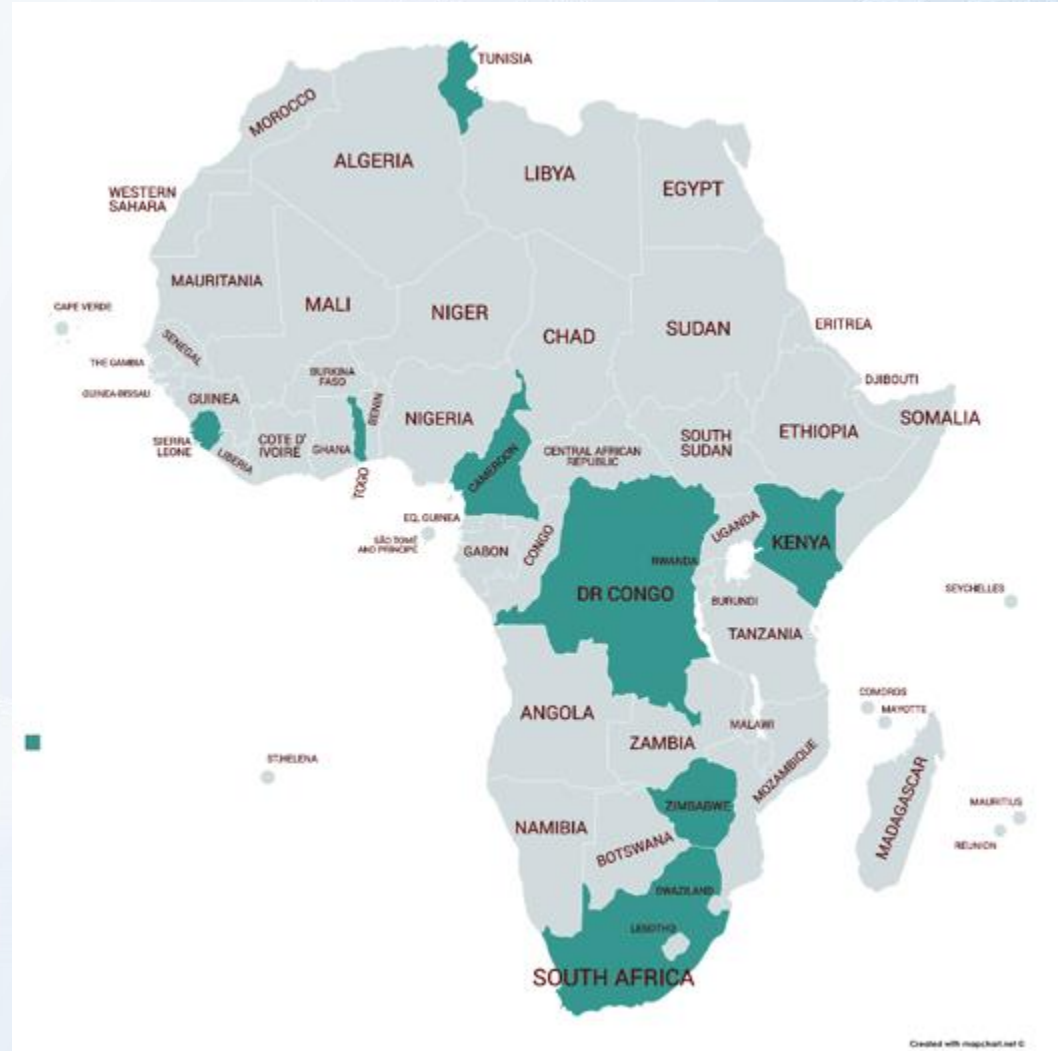 TUNISIA
MOROCCO
ALGERIA
LIBYA
EGYPT
WESTERN
SAHARA
MAURITANIA
MALI
NIGER
CHAD
SUDAN
ERITREA
CAPE VERDE
SENEGAL
THE GAMBIA
GUINEA-BISSAU
GUINEA
BURKINA
FASO
BENIN
NIGERIA
DJIBOUTI
SOMALIA
ETHIOPIA
SOUTH
SUDAN
CENTRAL AFRICAN
REPUBLIC
SIERRA
LEONE
LIBERIA
COTE D'
IVOIRE
GHANA
TOGO
CAMEROON
EQ. GUINEA
SÃO TOMÉ
AND PRINCIPE
GABON
CONGO
UGANDA
KENYA
RWANDA
DR CONGO
BURUNDI
TANZANIA
SEYCHELLES
COMOROS
MAYOTTE
ANGOLA
ZAMBIA
MALAWI
MOZAMBIQUE
ST.HELENA
MADAGASCAR
MAURITIUS
REUNION
ZIMBABWE
NAMIBIA
BOTSWANA
SWAZILAND
LESOTHO
SOUTH AFRICA
Created with mapchart.net ©